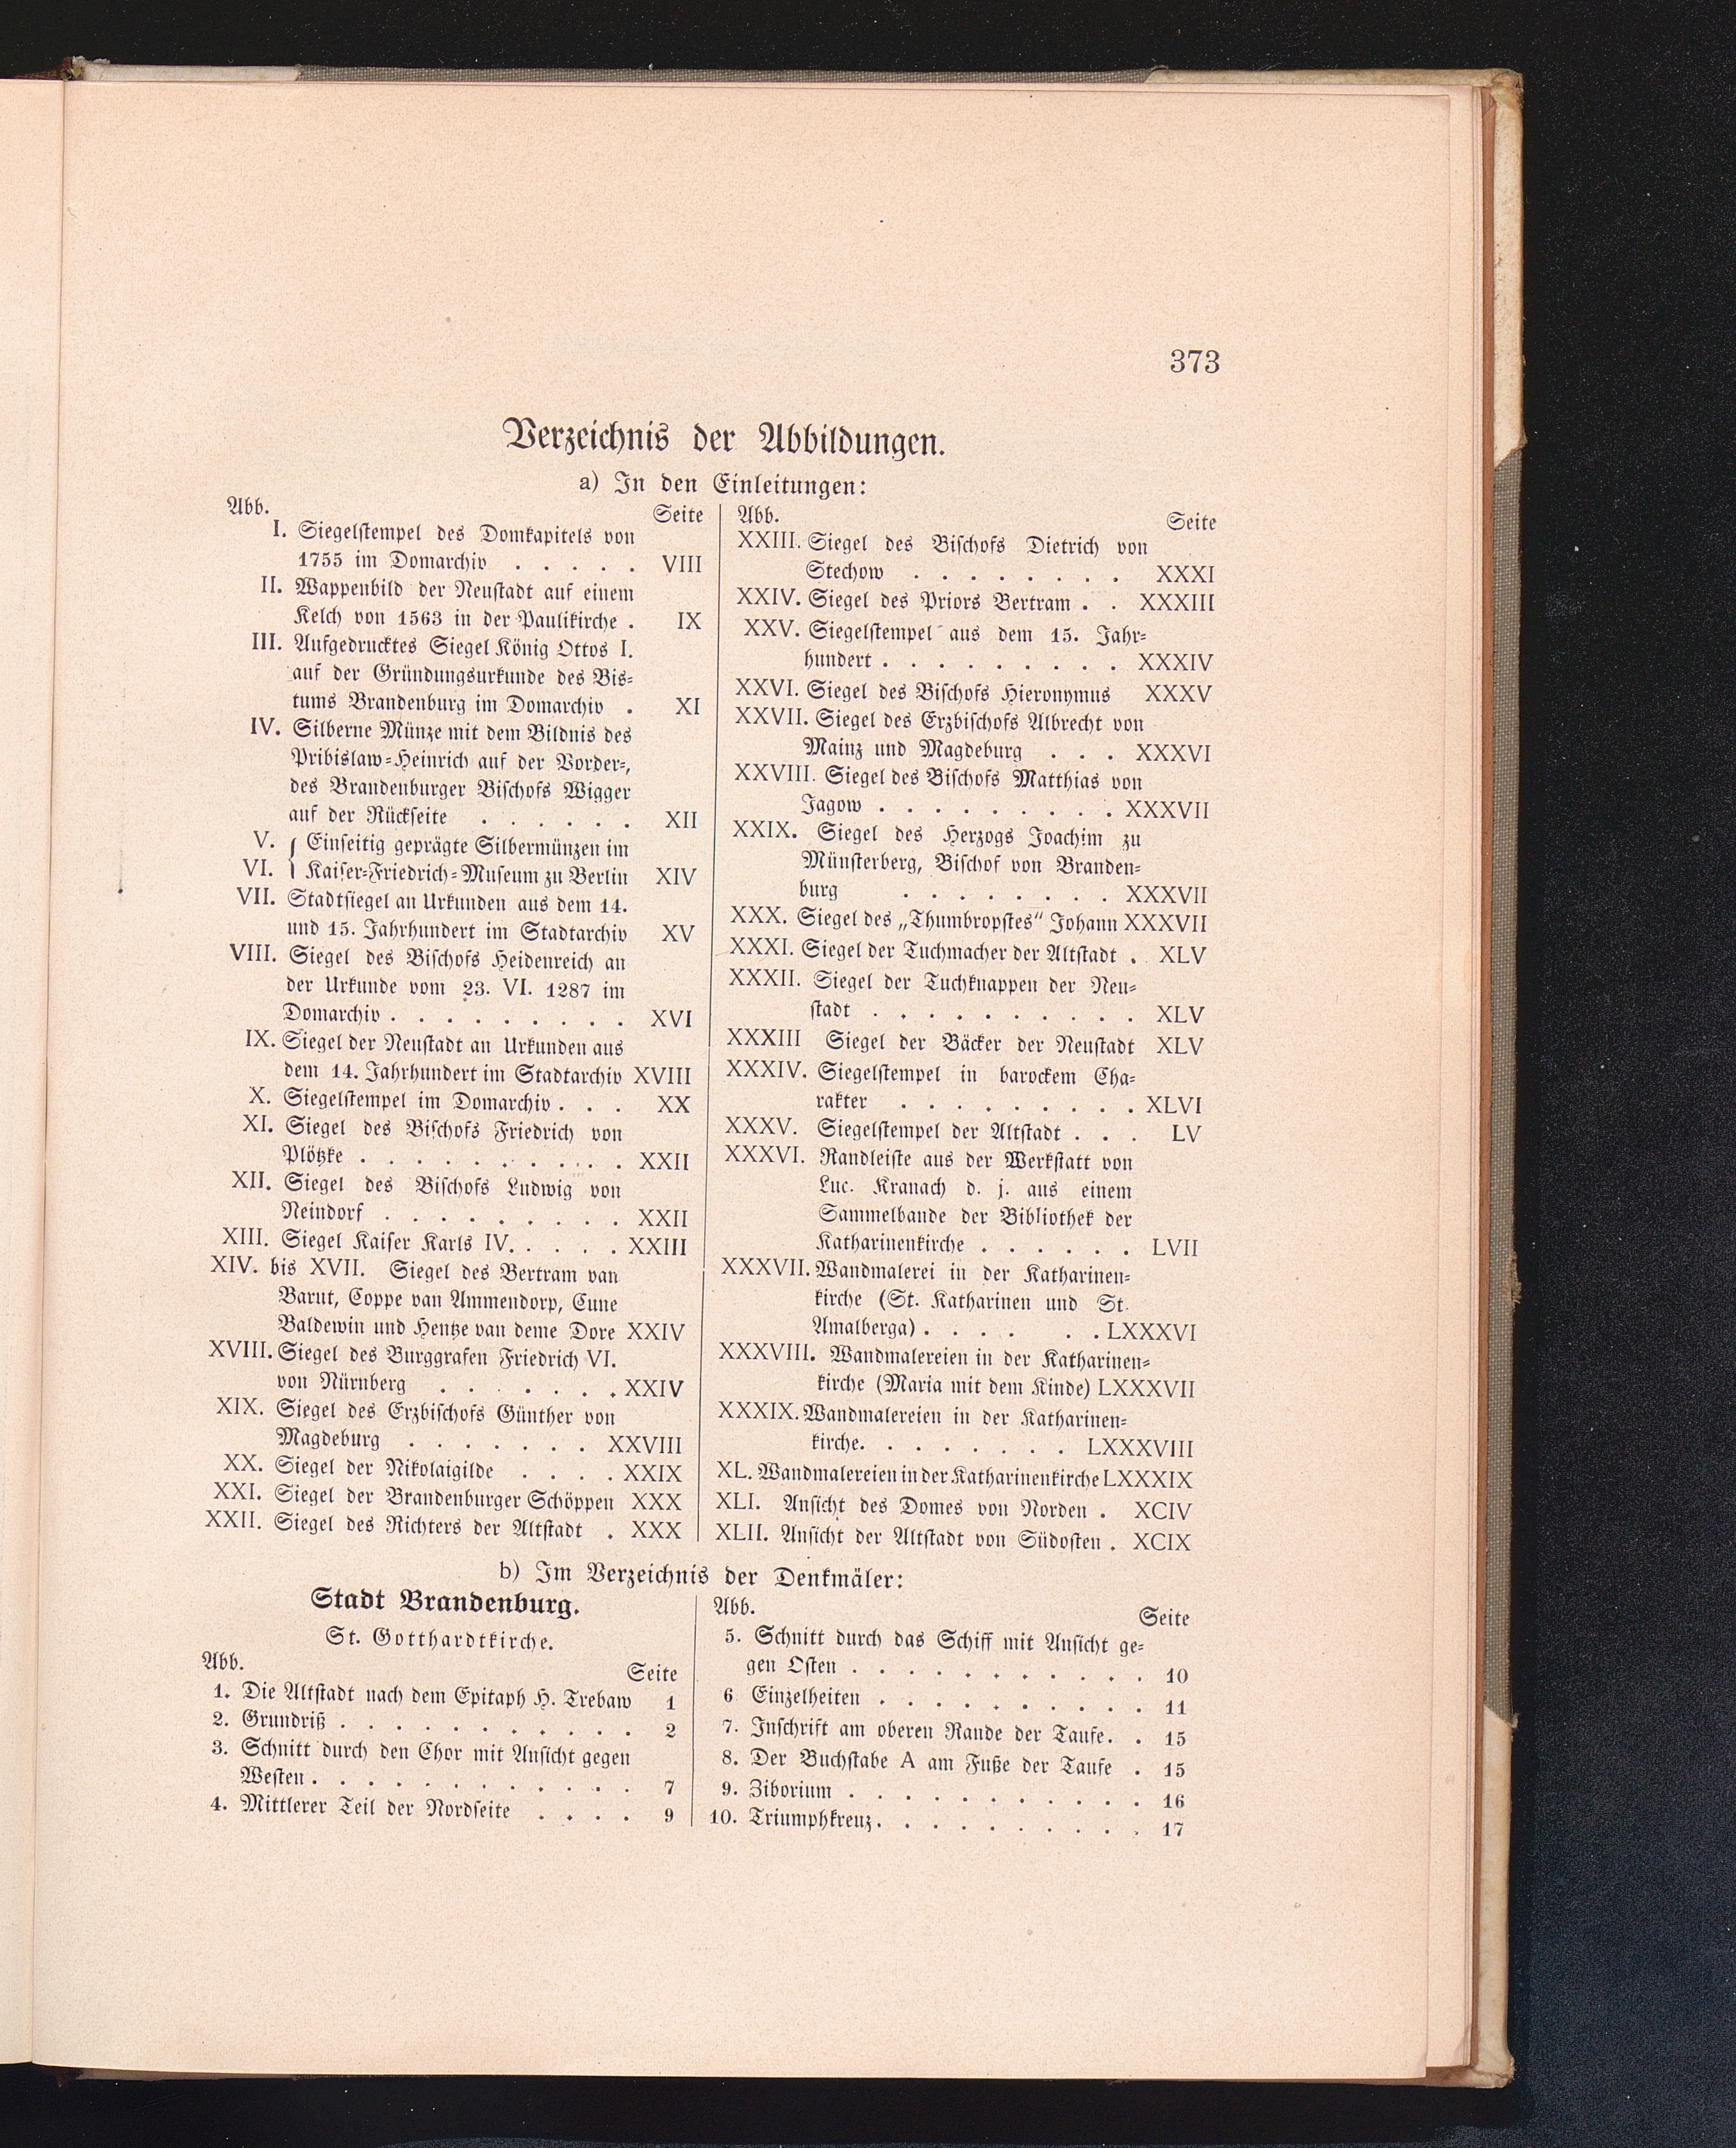 373
Verzeichnis der Abbildungen.
a) In den Einleitungen:
Abb.
Seite
I. Siegelstempel des Domkapitels von
1755 im Domarchiv . . . . . VIII
II. Wappenbild der Neustadt auf einem
Kelch von 1563 in der Paulikirche . IX
III. Aufgedrucktes Siegel König Ottos I.
auf der Gründungsurkunde des Bis-
tums Brandenburg im Domarchiv . XI
IV. Silberne Münze mit dem Bildnis des
Pribislaw-Heinrich auf der Vorder-,
des Brandenburger Bischofs Wigger
auf der Rückseite . . . . . . XII
V. { Einseitig geprägte Silbermünzen im
VI. { Kaiser-Friedrich-Museum zu Berlin XIV
VII. Stadtsiegel an Urkunden aus dem 14.
und 15. Jahrhundert im Stadtarchiv XV
VIII. Siegel des Bischofs Heidenreich an
der Urkunde vom 23. VI. 1287 im
Domarchiv . . . . . . . . . XVI
IX. Siegel der Neustadt an Urkunden aus
dem 14. Jahrhundert im Stadtarchiv XVIII
X. Siegelstempel im Domarchiv . . . XX
XI. Siegel des Bischofs Friedrich von
Plötzke . . . . . . . . . . XXII
XII. Siegel des Bischofs Ludwig von
Neindorf . . . . . . . . . XXII
XIII. Siegel Kaiser Karls IV. . . . . XXIII
XIV. bis XVII. Siegel des Bertram van
Barut, Coppe van Ammendorp, Cune
Baldewin und Hentze van deme Dore XXIV
XVIII. Siegel des Burggrafen Friedrich VI.
von Nürnberg . . . . . . . XXIV
XIX. Siegel des Erzbischofs Günther von
Magdeburg . . . . . . . XXVIII
XX. Siegel der Nikolaigilde . . . . XXIX
XXI. Siegel der Brandenburger Schöppen XXX
XXII. Siegel des Richters der Altstadt . XXX
Abb.
Seite
XXIII. Siegel des Bischofs Dietrich von
Stechow . . . . . . . . XXXI
XXIV. Siegel des Priors Bertram . . XXXIII
XXV. Siegelstempel aus dem 15. Jahr-
hundert . . . . . . . . . XXXIV
XXVI. Siegel des Bischofs Hieronymus XXXV
XXVII. Siegel des Erzbischofs Albrecht von
Mainz und Magdeburg . . . XXXVI
XXVIII. Siegel des Bischofs Matthias von
Jagow . . . . . . . . . XXXVII
XXIX. Siegel des Herzogs Joachim zu
Münsterberg, Bischof von Branden-
burg . . . . . . . . XXXVII
XXX. Siegel des „Thumbropstes“ Johann XXXVII
XXXI. Siegel der Tuchmacher der Altstadt . XLV
XXXII. Siegel der Tuchknappen der Neu-
stadt . . . . . . . . . . XLV
XXXIII Siegel der Bäcker der Neustadt XLV
XXXIV. Siegelstempel in barockem Cha-
rakter . . . . . . . . . XLVI
XXXV. Siegelstempel der Altstadt . . . LV
XXXVI. Randleiste aus der Werkstatt von
Luc. Kranach d. j. aus einem
Sammelbande der Bibliothek der
Katharinenkirche . . . . . . LVII
XXXVII. Wandmalerei in der Katharinen-
kirche (St. Katharinen und St.
Amalberga) . . . . . . LXXXVI
XXXVIII. Wandmalereien in der Katharinen-
kirche (Maria mit dem Kinde) LXXXVII
XXXIX. Wandmalereien in der Katharinen-
kirche. . . . . . . . LXXXVIII
XL. Wandmalereien in der Katharinenkirche LXXXIX
XLI. Ansicht des Domes von Norden . XCIV
XLII. Ansicht der Altstadt von Südosten . XCIX
b) Im Verzeichnis der Denkmäler:
Stadt Brandenburg.
St. Gotthardtkirche.
Abb.
Seite
1. Die Altstadt nach dem Epitaph H. Trebaw 1
2. Grundriß . . . . . . . . . . . 2
3. Schnitt durch den Chor mit Ansicht gegen
Westen . . . . . . . . . . . . 7
4. Mittlerer Teil der Nordseite . . . . 9
Abb.
Seite
5. Schnitt durch das Schiff mit Ansicht ge-
gen Osten . . . . . . . . . . . 10
6 Einzelheiten . . . . . . . . . . 11
7. Inschrift am oberen Rande der Taufe. . 15
8. Der Buchstabe A am Fuße der Taufe . 15
9. Ziborium . . . . . . . . . . . 16
10. Triumphkreuz. . . . . . . . . . 17